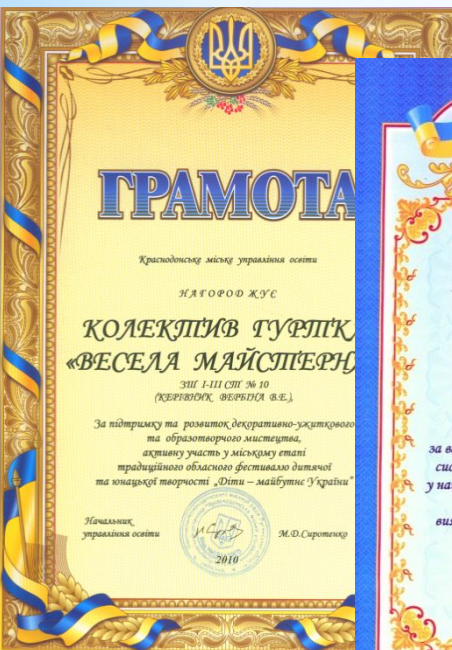 ГРАМОТА
Краснодонське міське управління освіти
НАГОРОДЖУЄ
КОЛЕКТИВ ГУРТК
«ВЕСЕЛА МАЙСТЕРН
ЗШ І-ІІІ СТ № 10
(КЕРІВНИК ВЕРБІНА В.Е.),
За підтримку та розвиток декоративно-ужиткового
та образотворчого мистецтва,
активну участь у міському етапі
традиційного обласного фестивалю дитячої
та юнацької творчості „Діти – майбутнє України"
Начальник
управління освіти М.Д.Сиротенко
2010
за в
сис
у на
вия